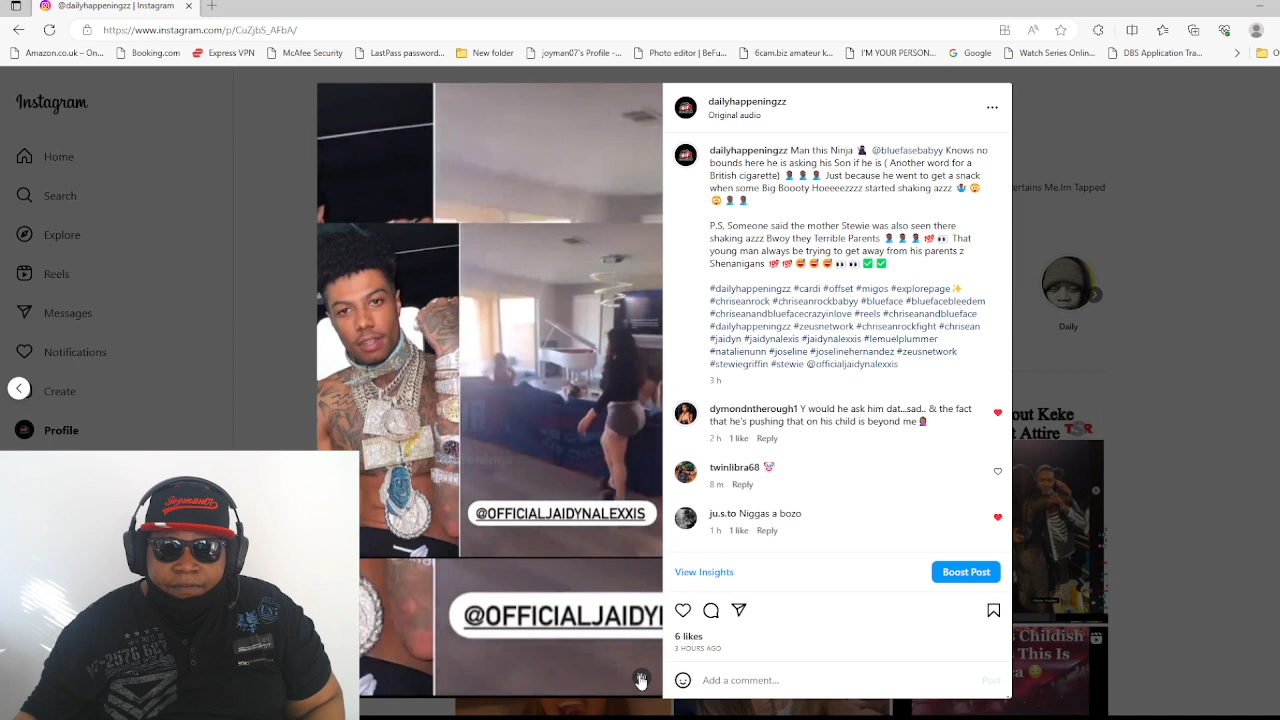 @dailyhappeningzz | Instagram
https://www.instagram.com/p/CuZjbS_AFbA/
Amazon.co.uk – On...
Booking.com
Express VPN
McAfee Security
LastPass password...
New folder
joyman07's Profile -...
Photo editor | BeFu...
6cam.biz amateur k...
I'M YOUR PERSON...
Google
Watch Series Onlin...
DBS Application Tra...
Instagram
Home
Search
Explore
Reels
Messages
Notifications
Create
Profile
dailyhappeningzz
Original audio
dailyhappeningzz Man this Ninja 🥷🏿 @bluefasebabyy Knows no
bounds here he is asking his Son if he is ( Another word for a
British cigarette) 🤦🏿‍♂️ 🤦🏿‍♂️ 🤦🏿‍♂️ Just because he went to get a snack
when some Big Boooty Hoeeeezzzz started shaking azzz 🤷🏿‍♂️ 😳
😳 🤦🏿‍♂️ 🤦🏿‍♂️
P.S, Someone said the mother Stewie was also seen there
shaking azzz Bwoy they Terrible Parents 🤦🏿‍♂️ 🤦🏿‍♂️ 🤦🏿‍♂️ 💯 👀 That
young man always be trying to get away from his parents z
Shenanigans 💯 💯 😅 😅 😅 👀 👀 ✅ ✅
#dailyhappeningzz #cardi #offset #migos #explorepage✨
#chriseanrock #chriseanrockbabyy #blueface #bluefacebleedem
#chriseanandbluefacecrazyinlove #reels #chriseanandblueface
#dailyhappeningzz #zeusnetwork #chriseanrockfight #chrisean
#jaidyn #jaidynalexis #jaidynalexxis #lemuelplummer
#natalienunn #joseline #joselinehernandez #zeusnetwork
#stewiegriffin #stewie @officialjaidynalexxis
3 h
dymondntherough1 Y would he ask him dat...sad.. & the fact
that he's pushing that on his child is beyond me 🤦🏽‍♀️
2 h 1 like Reply
twinlibra68 🤡
8 m Reply
ju.s.to Niggas a bozo
1 h 1 like Reply
View Insights
Boost Post
6 likes
3 HOURS AGO
Add a comment...
Post
@OFFICIALJAIDYNALEXXIS
@OFFICIALJAIDYI
ertains Me.Im Tapped
Daily
out Keke
t Attire TSR
s Childish
This Is
Joyman07